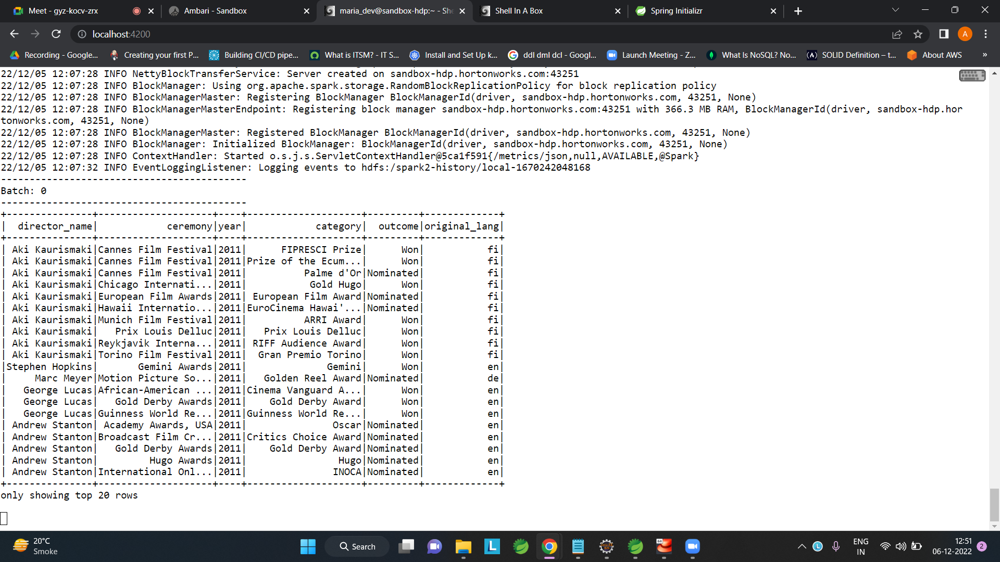 Meet - gyz-kocv-zrx
Ambari - Sandbox
maria_dev@sandbox-hdp:~ - She
Shell In A Box
Spring Initializr
localhost:4200
A
Recording - Google...
Creating your first P...
Building CI/CD pipe...
What is ITSM? - IT S...
Install and Set Up k...
ddl dml dcl - Googl...
Launch Meeting - Z...
What Is NoSQL? No...
SOLID Definition – t...
About AWS
»
22/12/05 12:07:28 INFO NettyBlockTransferService: Server created on sandbox-hdp.hortonworks.com:43251
22/12/05 12:07:28 INFO BlockManager: Using org.apache.spark.storage.RandomBlockReplicationPolicy for block replication policy
22/12/05 12:07:28 INFO BlockManagerMaster: Registering BlockManager BlockManagerId(driver, sandbox-hdp.hortonworks.com, 43251, None)
22/12/05 12:07:28 INFO BlockManagerMasterEndpoint: Registering block manager sandbox-hdp.hortonworks.com:43251 with 366.3 MB RAM, BlockManagerId(driver, sandbox-hdp.hor
tonworks.com, 43251, None)
22/12/05 12:07:28 INFO BlockManagerMaster: Registered BlockManager BlockManagerId(driver, sandbox-hdp.hortonworks.com, 43251, None)
22/12/05 12:07:28 INFO BlockManager: Initialized BlockManager: BlockManagerId(driver, sandbox-hdp.hortonworks.com, 43251, None)
22/12/05 12:07:28 INFO ContextHandler: Started o.s.j.s.ServletContextHandler@5ca1f591{/metrics/json,null,AVAILABLE,@Spark}
22/12/05 12:07:32 INFO EventLoggingListener: Logging events to hdfs:/spark2-history/local-1670242048168
-------------------------------------------
Batch: 0
-------------------------------------------
+---------------+--------------------+----+--------------------+---------+-------------+
|  director_name|            ceremony|year|            category|  outcome|original_lang|
+---------------+--------------------+----+--------------------+---------+-------------+
| Aki Kaurismaki|Cannes Film Festival|2011|      FIPRESCI Prize|      Won|           fi|
| Aki Kaurismaki|Cannes Film Festival|2011|Prize of the Ecum...|      Won|           fi|
| Aki Kaurismaki|Cannes Film Festival|2011|          Palme d'Or|Nominated|           fi|
| Aki Kaurismaki|Chicago Internati...|2011|           Gold Hugo|      Won|           fi|
| Aki Kaurismaki|European Film Awards|2011| European Film Award|Nominated|           fi|
| Aki Kaurismaki|Hawaii Internatio...|2011|EuroCinema Hawai'...|Nominated|           fi|
| Aki Kaurismaki|Munich Film Festival|2011|          ARRI Award|      Won|           fi|
| Aki Kaurismaki|   Prix Louis Delluc|2011|   Prix Louis Delluc|      Won|           fi|
| Aki Kaurismaki|Reykjavik Interna...|2011| RIFF Audience Award|      Won|           fi|
| Aki Kaurismaki|Torino Film Festival|2011|  Gran Premio Torino|      Won|           fi|
|Stephen Hopkins|       Gemini Awards|2011|              Gemini|      Won|           en|
|     Marc Meyer|Motion Picture So...|2011|   Golden Reel Award|Nominated|           de|
|   George Lucas|African-American ...|2011|Cinema Vanguard A...|      Won|           en|
|   George Lucas|   Gold Derby Awards|2011|    Gold Derby Award|      Won|           en|
|   George Lucas|Guinness World Re...|2011|Guinness World Re...|      Won|           en|
| Andrew Stanton| Academy Awards, USA|2011|               Oscar|Nominated|           en|
| Andrew Stanton|Broadcast Film Cr...|2011|Critics Choice Award|Nominated|           en|
| Andrew Stanton|   Gold Derby Awards|2011|    Gold Derby Award|Nominated|           en|
| Andrew Stanton|         Hugo Awards|2011|                Hugo|Nominated|           en|
| Andrew Stanton|International Onl...|2011|               INOCA|Nominated|           en|
+---------------+--------------------+----+--------------------+---------+-------------+
only showing top 20 rows
20°C
Smoke
Search
L
64
L
ENG
IN
12:51
06-12-2022
2